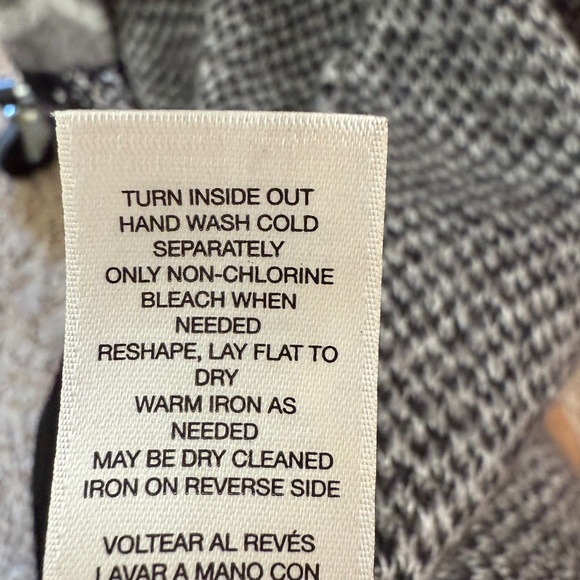 TURN INSIDE OUT
HAND WASH COLD
SEPARATELY
ONLY NON-CHLORINE
BLEACH WHEN
NEEDED
RESHAPE, LAY FLAT TO
DRY
WARM IRON AS
NEEDED
MAY BE DRY CLEANED
IRON ON REVERSE SIDE
VOLTEAR AL REVÉS
LAVAR A MANO CON